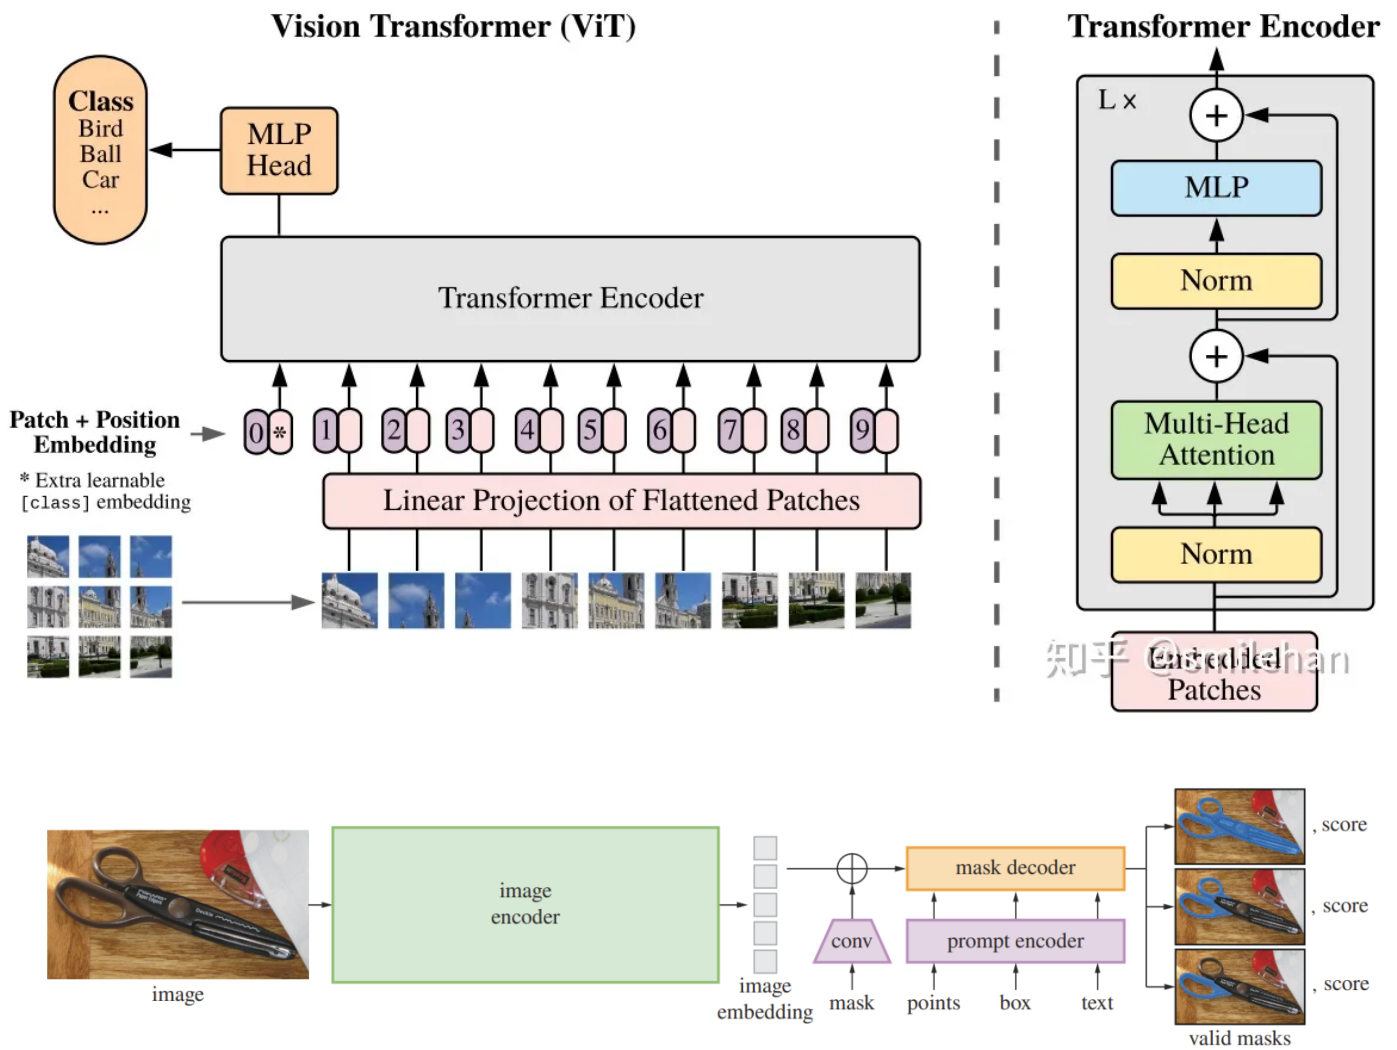 Vision Transformer (ViT)
Class
Bird
Ball
Car
...
MLP
Head
Transformer Encoder
Patch + Position
Embedding
0 *
1
2
3
4
5
6
7
8
9
* Extra learnable
[class] embedding
Linear Projection of Flattened Patches
Transformer Encoder
L ×
+
MLP
Norm
+
Multi-Head
Attention
Norm
Embedded
Patches
知乎 @smilehan
image
image
encoder
image
embedding
conv
mask
mask decoder
prompt encoder
points
box
text
, score
, score
, score
valid masks